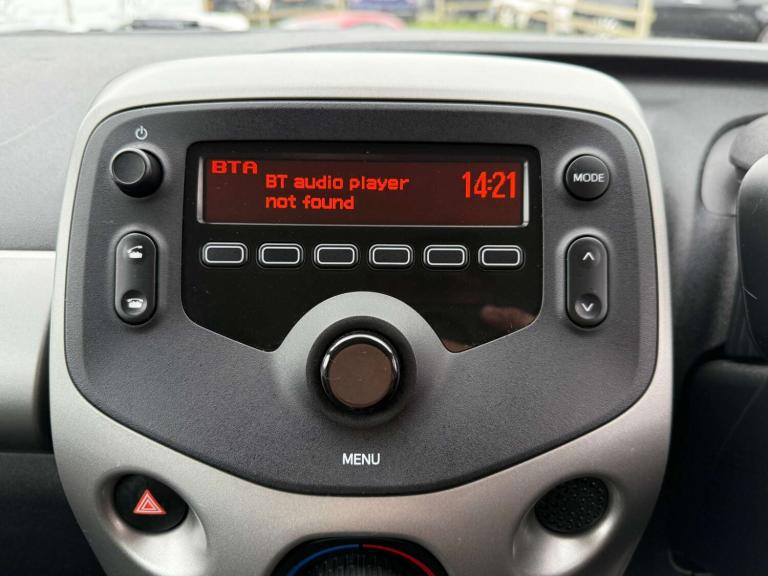 BTA
BT audio player
not found
14:21
MODE
MENU